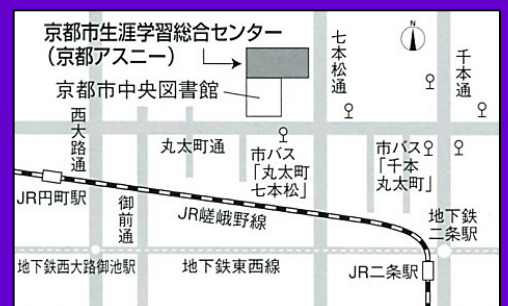 京都市生涯学習総合センター
（京都アスニー）
京都市中央図書館
七本松通
千本通
西大路通
丸太町通
市バス
「丸太町
七本松」
市バス
「千本
丸太町」
JR円町駅
御前通
JR嵯峨野線
地下鉄
二条駅
地下鉄西大路御池駅
地下鉄東西線
JR二条駅